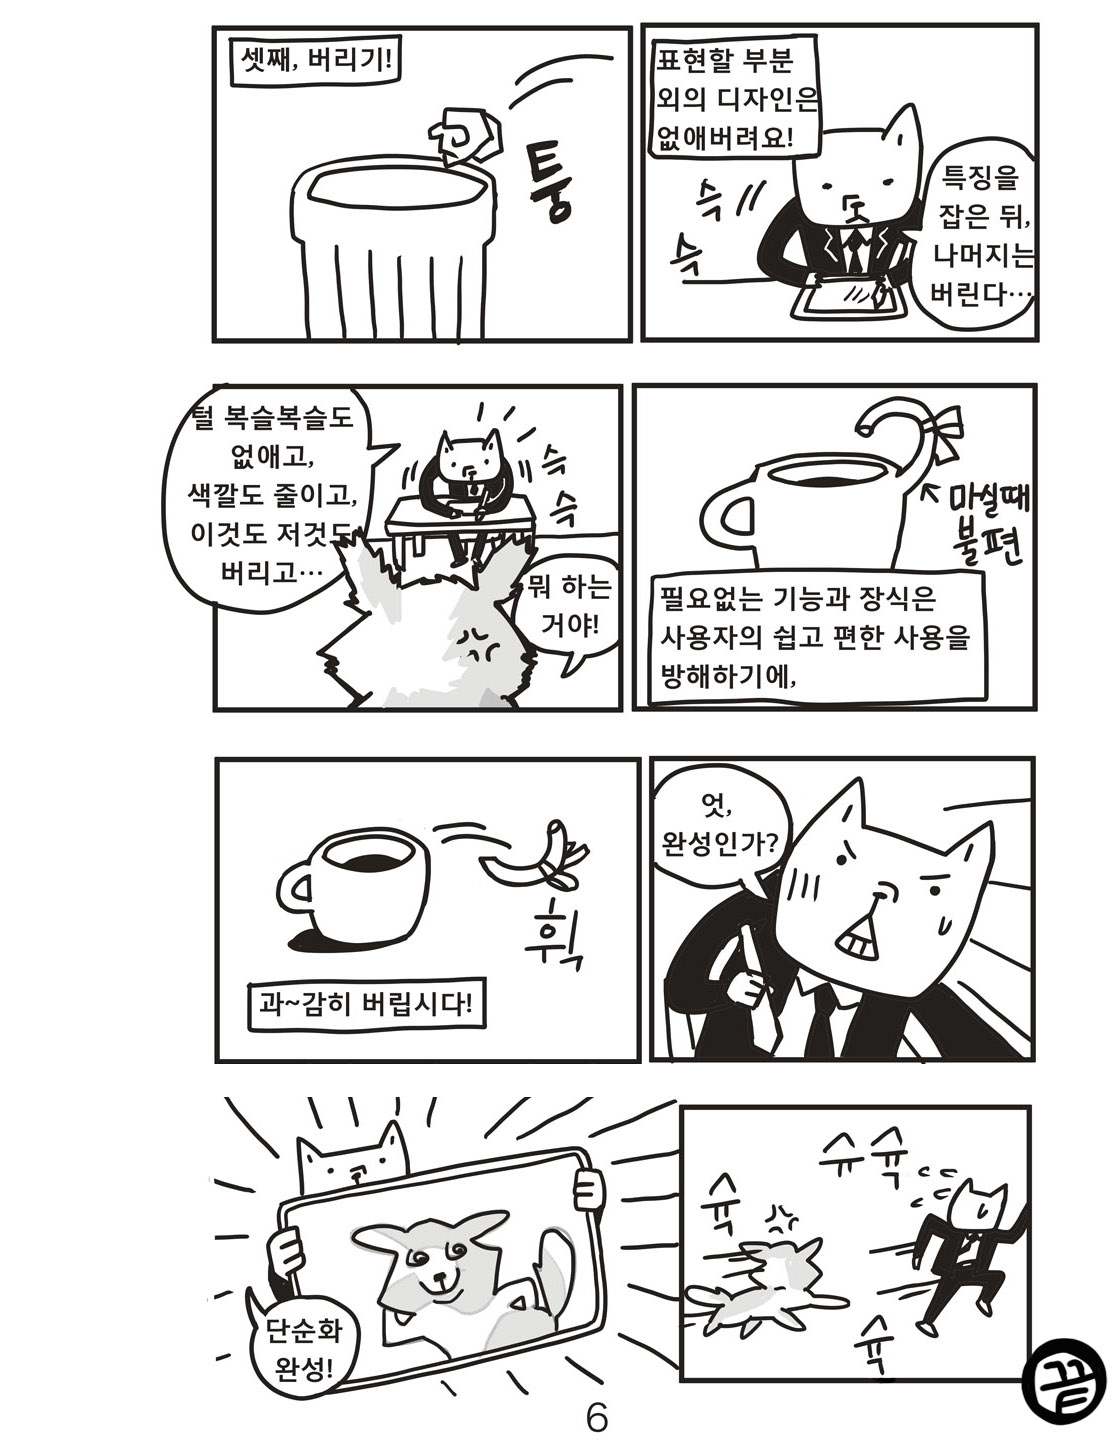 셋째, 버리기!
퉁
표현할 부분
외의 디자인은
없애버려요!
슥
슥
특징을
잡은 뒤,
나머지는
버린다…
털 복슬복슬도
없애고,
색깔도 줄이고,
이것도 저것도
버리고…
슥
슥
뭐 하는
거야!
마실때
불편
필요없는 기능과 장식은
사용자의 쉽고 편한 사용을
방해하기에,
휙
과~감히 버립시다!
엇,
완성인가?
단순화
완성!
슈슉
슉
슉
끝
6